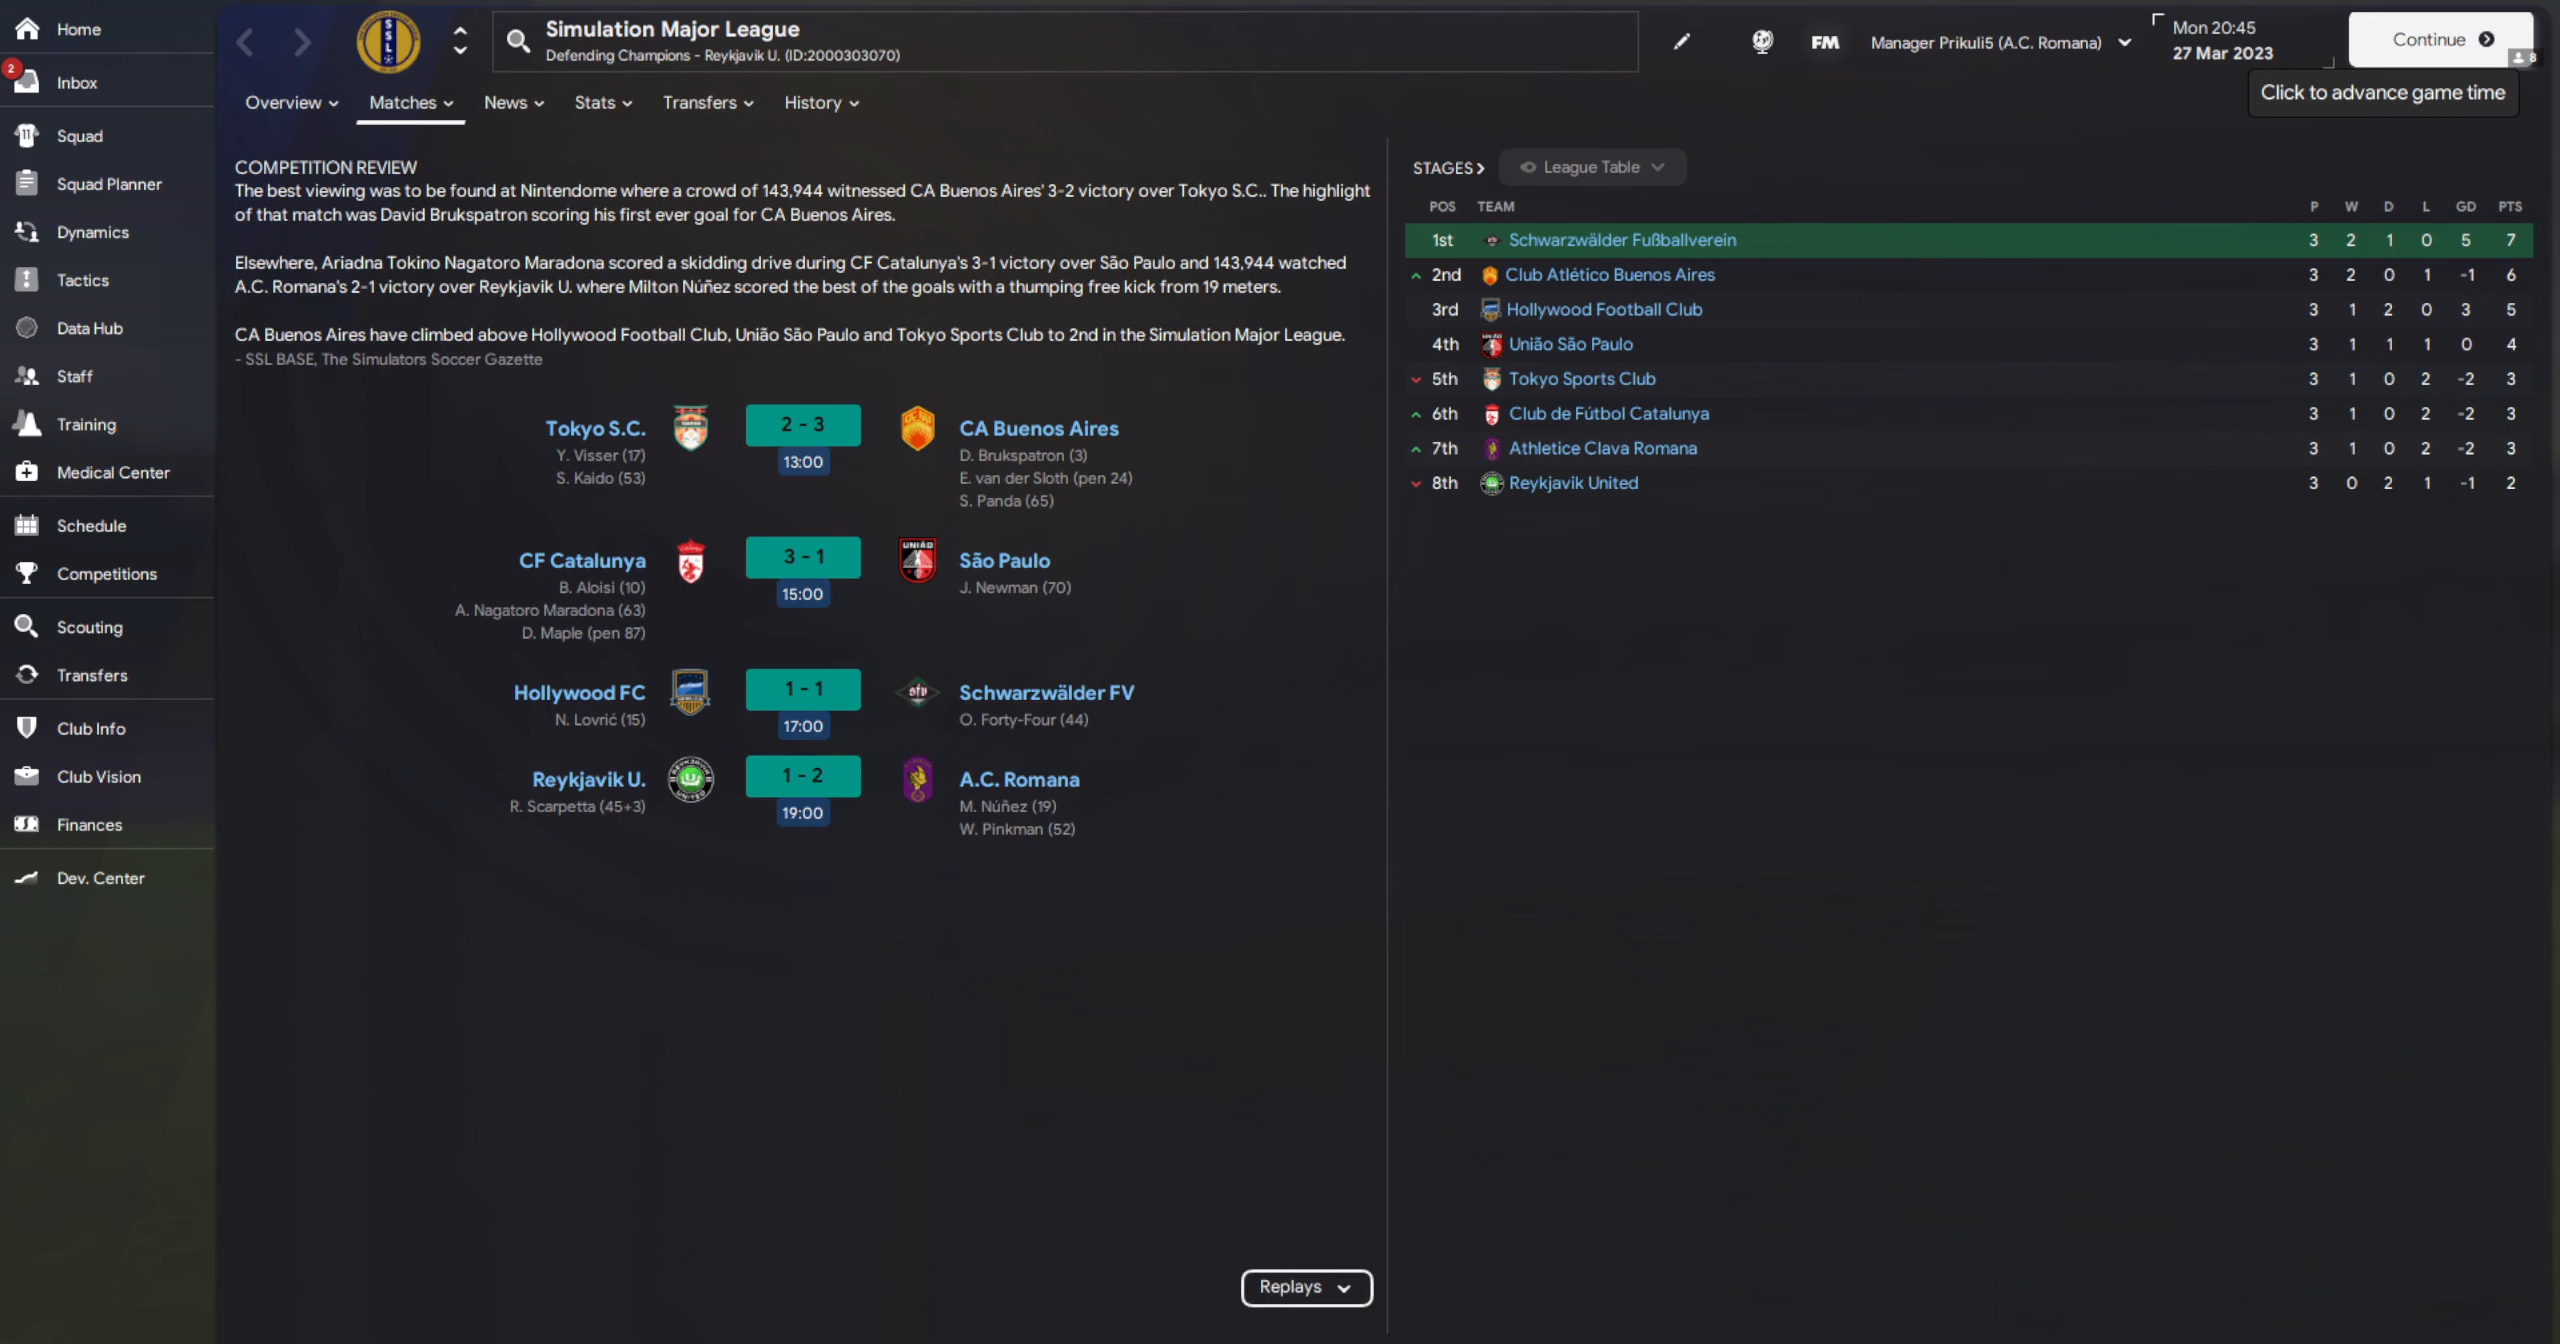 Home
2
Inbox
Squad
Squad Planner
Dynamics
Tactics
Data Hub
Staff
Training
Medical Center
Schedule
Competitions
Scouting
Transfers
Club Info
Club Vision
Finances
Dev. Center
SSL
Simulation Major League
Defending Champions - Reykjavik U. (ID:2000303070)
FM
Manager Prikuli5 (A.C. Romana)
Mon 20:45
27 Mar 2023
Continue
8
Click to advance game time
Overview
Matches
News
Stats
Transfers
History
COMPETITION REVIEW
The best viewing was to be found at Nintendome where a crowd of 143,944 witnessed CA Buenos Aires' 3-2 victory over Tokyo S.C.. The highlight
of that match was David Brukspatron scoring his first ever goal for CA Buenos Aires.
Elsewhere, Ariadna Tokino Nagatoro Maradona scored a skidding drive during CF Catalunya's 3-1 victory over São Paulo and 143,944 watched
A.C. Romana's 2-1 victory over Reykjavik U. where Milton Núñez scored the best of the goals with a thumping free kick from 19 meters.
CA Buenos Aires have climbed above Hollywood Football Club, União São Paulo and Tokyo Sports Club to 2nd in the Simulation Major League.
- SSL BASE, The Simulators Soccer Gazette
Tokyo S.C. 2 - 3 CA Buenos Aires
Y. Visser (17) 13:00 D. Brukspatron (3)
S. Kaido (53) E. van der Sloth (pen 24)
S. Panda (65)
CF Catalunya 3 - 1 UNIÃO São Paulo
B. Aloisi (10) 15:00 J. Newman (70)
A. Nagatoro Maradona (63)
D. Maple (pen 87)
Hollywood FC 1 - 1 sfv Schwarzwälder FV
N. Lovrić (15) 17:00 O. Forty-Four (44)
Reykjavik U. 1 - 2 A.C. Romana
R. Scarpetta (45+3) 19:00 M. Núñez (19)
W. Pinkman (52)
Replays
STAGES
League Table
POS TEAM P W D L GD PTS
1st Schwarzwälder Fußballverein 3 2 1 0 5 7
2nd Club Atlético Buenos Aires 3 2 0 1 -1 6
3rd Hollywood Football Club 3 1 2 0 3 5
4th União São Paulo 3 1 1 1 0 4
5th Tokyo Sports Club 3 1 0 2 -2 3
6th Club de Fútbol Catalunya 3 1 0 2 -2 3
7th Athletice Clava Romana 3 1 0 2 -2 3
8th Reykjavik United 3 0 2 1 -1 2